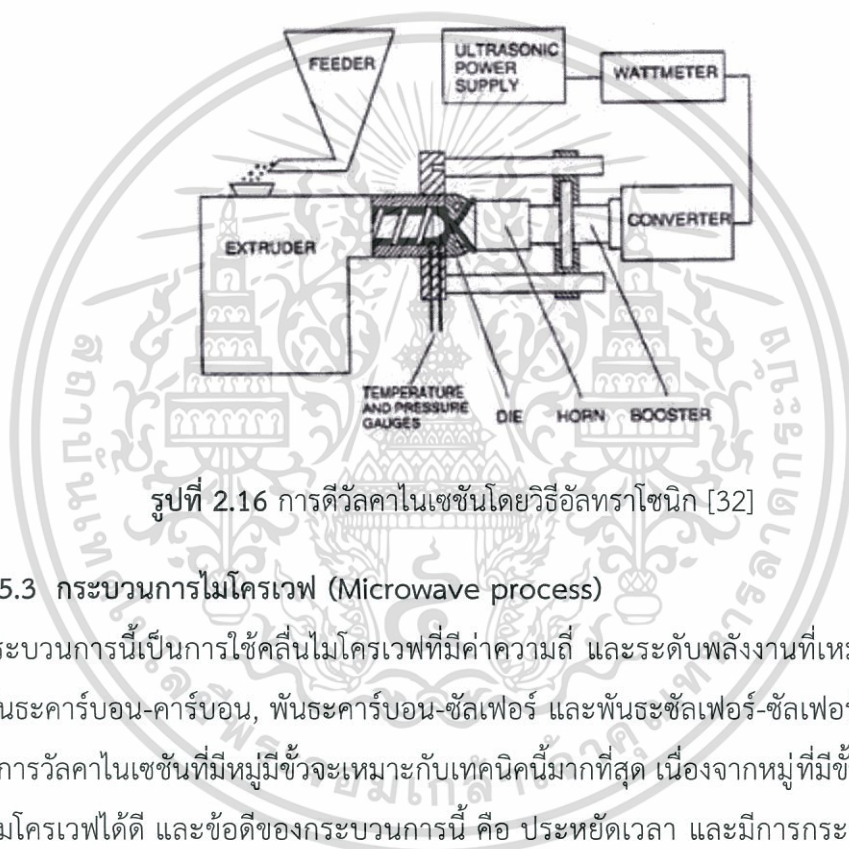 FEEDER
ULTRASONIC
POWER
SUPPLY
WATTMETER
EXTRUDER
CONVERTER
TEMPERATURE
AND PRESSURE
GAUGES
DIE
HORN
BOOSTER
รูปที่ 2.16 การดีวัลคาไนเซชันโดยวิธีอัลทราโซนิก [32]
5.3 กระบวนการไมโครเวฟ (Microwave process)
ระบวนการนี้เป็นการใช้คลื่นไมโครเวฟที่มีค่าความถี่ และระดับพลังงานที่เหม
นธะคาร์บอน-คาร์บอน, พันธะคาร์บอน-ซัลเฟอร์ และพันธะซัลเฟอร์-ซัลเฟอร
การวัลคาไนเซชันที่มีหมู่มีขั้วจะเหมาะกับเทคนิคนี้มากที่สุด เนื่องจากหมู่ที่มีขั้
มโครเวฟได้ดี และข้อดีของกระบวนการนี้ คือ ประหยัดเวลา และมีการกระ